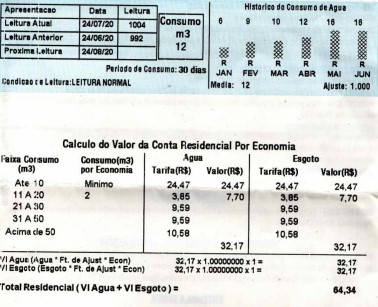 Apresentacao Data Leitura
Leitura Atual 24/07/20 1004
Leitura Anterior 24/06/20 992
Proxima Leitura 24/08/20
Consumo
m3
12
Periodo de Consumo: 30 dias
Condicao de Leitura: LEITURA NORMAL
Historico do Consumo de Agua
6 9 10 12 16 16
R R R R R R
JAN FEV MAR ABR MAI JUN
Media: 12 Ajuste: 1.000
Calculo do Valor da Conta Residencial Por Economia
Faixa Consumo (m3) Consumo(m3) por Economia Agua Esgoto
Tarifa(R$) Valor(R$) Tarifa(R$) Valor(R$)
Ate 10 Minimo 24,47 24,47 24,47 24,47
11 A 20 2 3,85 7,70 3,85 7,70
21 A 30 9,59 9,59
31 A 50 9,59 9,59
Acima de 50 10,58 10,58
32,17 32,17
Vl Agua (Agua * Ft. de Ajust * Econ) 32,17 x 1.00000000 x 1 = 32,17
Vl Esgoto (Esgoto * Ft. de Ajust * Econ) 32,17 x 1.00000000 x 1 = 32,17
Total Residencial (Vl Agua + Vl Esgoto) = 64,34